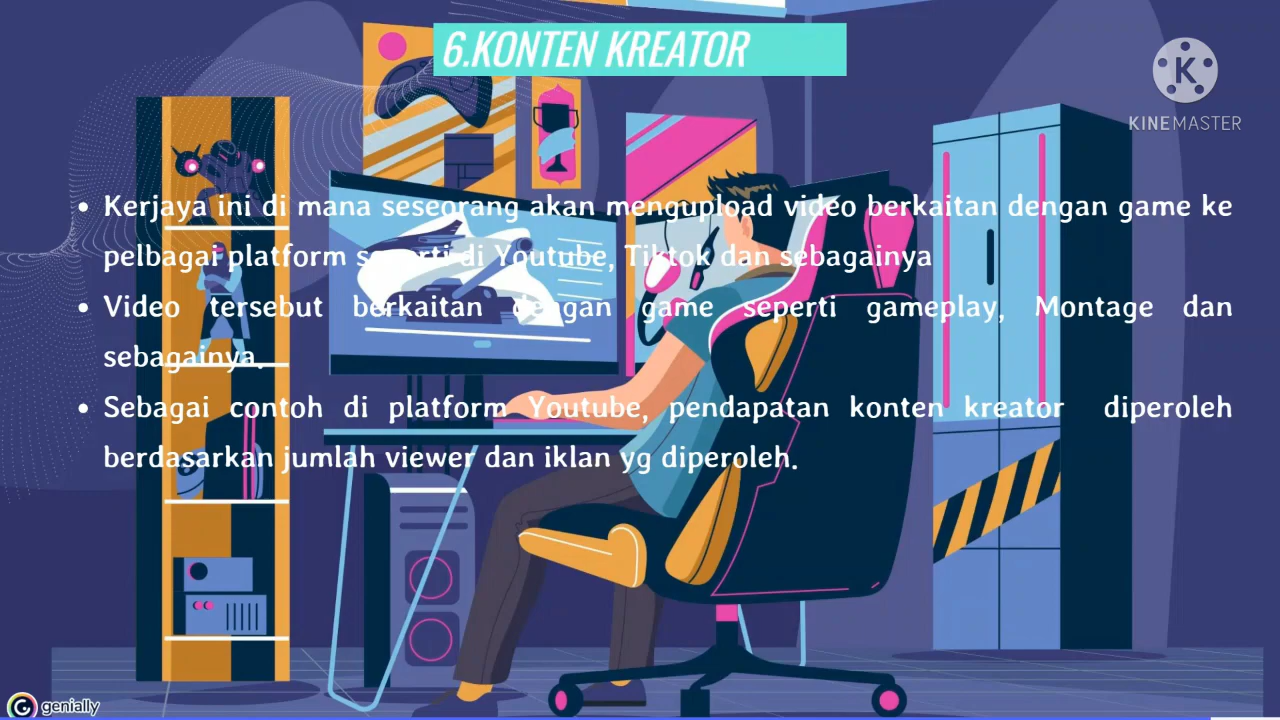 6.KONTEN KREATOR
K
KINEMASTER
• Kerjaya ini di mana seseorang akan mengupload video berkaitan dengan game ke
pelbagai platform seperti di Youtube, Tiktok dan sebagainya
• Video tersebut berkaitan dengan game seperti gameplay, Montage dan
sebagainya.
• Sebagai contoh di platform Youtube, pendapatan konten kreator diperoleh
berdasarkan jumlah viewer dan iklan yg diperoleh.
genially